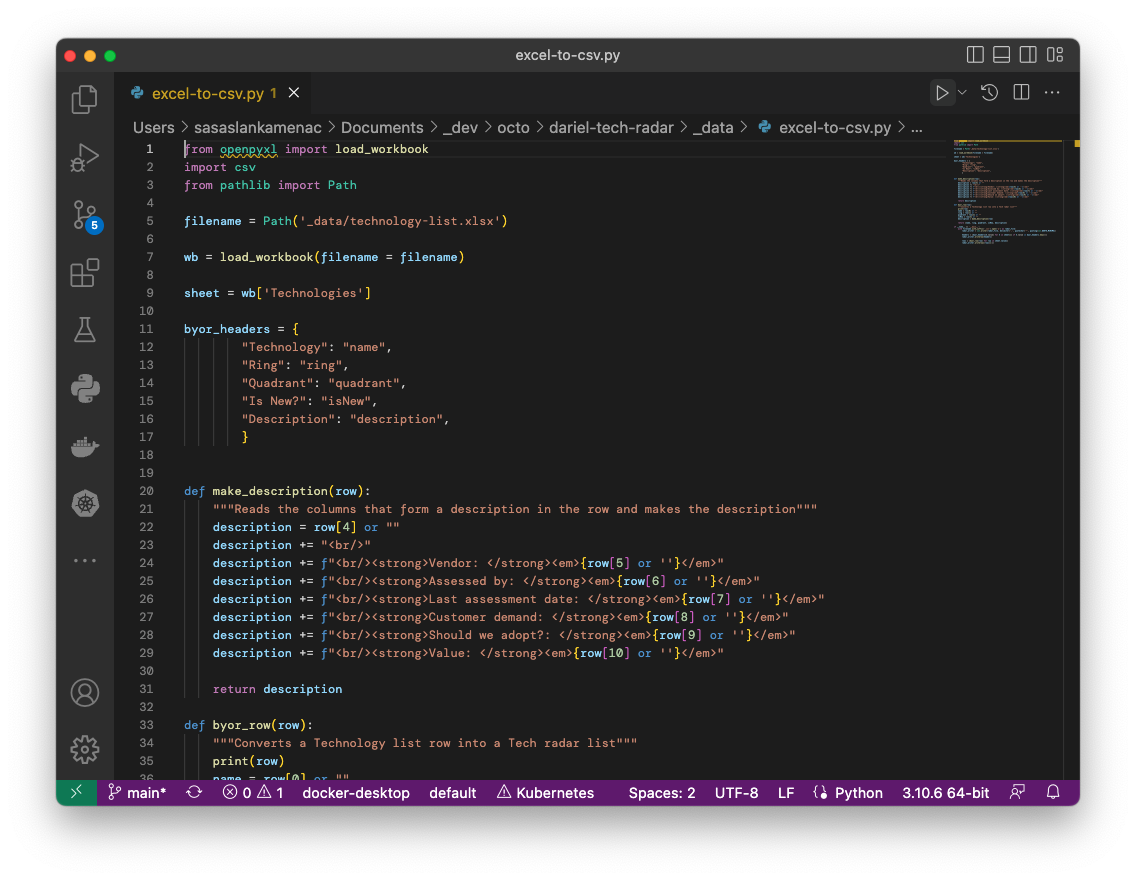 excel-to-csv.py
excel-to-csv.py 1
Users > sasaslankamenac > Documents > _dev > octo > dariel-tech-radar > _data > excel-to-csv.py > ...
1 from openpyxl import load_workbook
2 import csv
3 from pathlib import Path
4
5 filename = Path('_data/technology-list.xlsx')
6
7 wb = load_workbook(filename = filename)
8
9 sheet = wb['Technologies']
10
11 byor_headers = {
12         "Technology": "name",
13         "Ring": "ring",
14         "Quadrant": "quadrant",
15         "Is New?": "isNew",
16         "Description": "description",
17         }
18
19
20 def make_description(row):
21     """Reads the columns that form a description in the row and makes the description"""
22     description = row[4] or ""
23     description += "<br/>"
24     description += f"<br/><strong>Vendor: </strong><em>{row[5] or ''}</em>"
25     description += f"<br/><strong>Assessed by: </strong><em>{row[6] or ''}</em>"
26     description += f"<br/><strong>Last assessment date: </strong><em>{row[7] or ''}</em>"
27     description += f"<br/><strong>Customer demand: </strong><em>{row[8] or ''}</em>"
28     description += f"<br/><strong>Should we adopt?: </strong><em>{row[9] or ''}</em>"
29     description += f"<br/><strong>Value: </strong><em>{row[10] or ''}</em>"
30
31     return description
32
33 def byor_row(row):
34     """Converts a Technology list row into a Tech radar list"""
35     print(row)
36     name = row[0] or ""
5
main* 0 1 docker-desktop default Kubernetes Spaces: 2 UTF-8 LF Python 3.10.6 64-bit